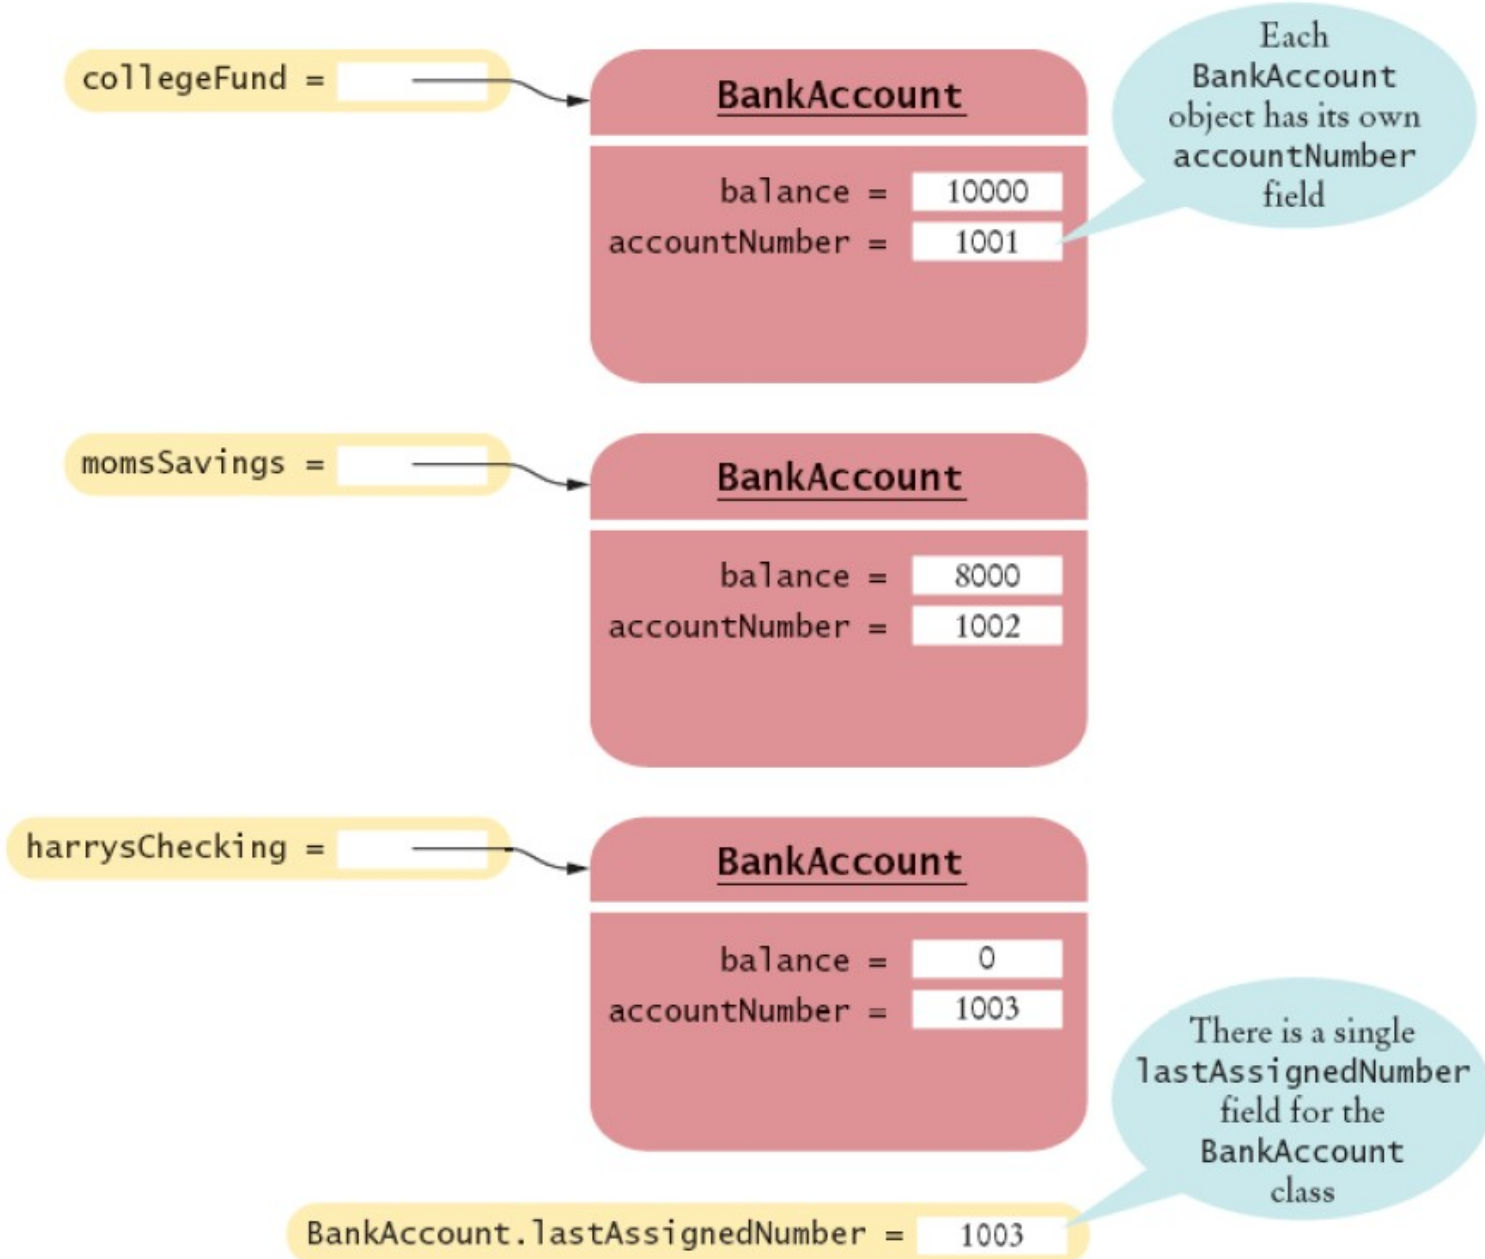 collegeFund =
BankAccount
balance = 10000
accountNumber = 1001
Each
BankAccount
object has its own
accountNumber
field
momsSavings =
BankAccount
balance = 8000
accountNumber = 1002
harrysChecking =
BankAccount
balance = 0
accountNumber = 1003
There is a single
lastAssignedNumber
field for the
BankAccount
class
BankAccount.lastAssignedNumber = 1003